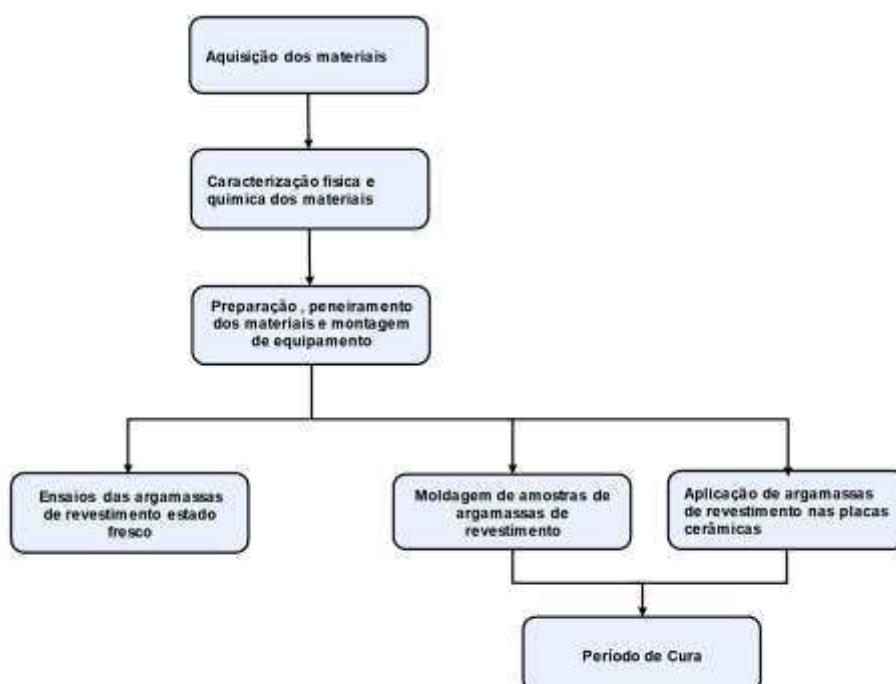 Aquisição dos materiais
Caracterização física e
química dos materiais
Preparação , peneiramento
dos materiais e montagem
de equipamento
Ensaios das argamassas
de revestimento estado
fresco
Moldagem de amostras de
argamassas de
revestimento
Aplicação de argamassas
de revestimento nas placas
cerâmicas
Período de Cura